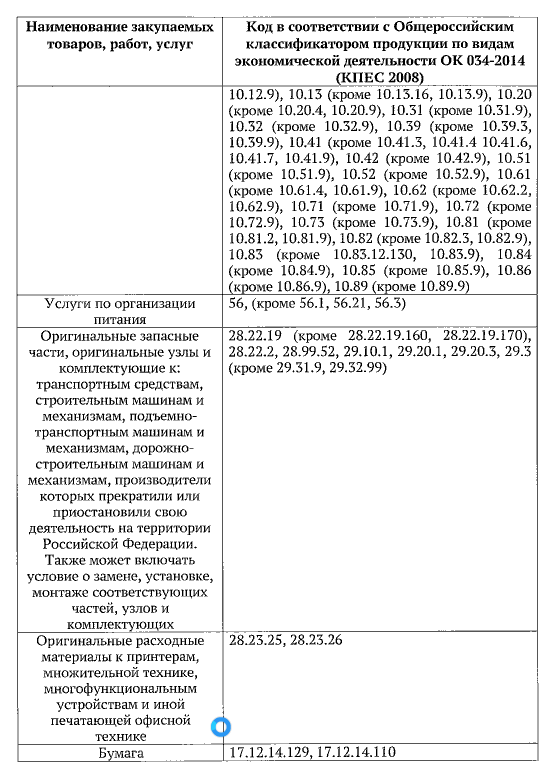 Наименование закупаемых
товаров, работ, услуг
Код в соответствии с Общероссийским
классификатором продукции по видам
экономической деятельности ОК 034-2014
(КПЕС 2008)
10.12.9), 10.13 (кроме 10.13.16, 10.13.9), 10.20
(кроме 10.20.4, 10.20.9), 10.31 (кроме 10.31.9),
10.32 (кроме 10.32.9), 10.39 (кроме 10.39.3,
10.39.9), 10.41 (кроме 10.41.3, 10.41.4 10.41.6,
10.41.7, 10.41.9), 10.42 (кроме 10.42.9), 10.51
(кроме 10.51.9), 10.52 (кроме 10.52.9), 10.61
(кроме 10.61.4, 10.61.9), 10.62 (кроме 10.62.2,
10.62.9), 10.71 (кроме 10.71.9), 10.72 (кроме
10.72.9), 10.73 (кроме 10.73.9), 10.81 (кроме
10.81.2, 10.81.9), 10.82 (кроме 10.82.3, 10.82.9),
10.83 (кроме 10.83.12.130, 10.83.9), 10.84
(кроме 10.84.9), 10.85 (кроме 10.85.9), 10.86
(кроме 10.86.9), 10.89 (кроме 10.89.9)
Услуги по организации
питания
56, (кроме 56.1, 56.21, 56.3)
Оригинальные запасные
части, оригинальные узлы и
комплектующие к:
транспортным средствам,
строительным машинам и
механизмам, подъемно-
транспортным машинам и
механизмам, дорожно-
строительным машинам и
механизмам, производители
которых прекратили или
приостановили свою
деятельность на территории
Российской Федерации.
Также может включать
условие о замене, установке,
монтаже соответствующих
частей, узлов и
комплектующих
28.22.19 (кроме 28.22.19.160, 28.22.19.170),
28.22.2, 28.99.52, 29.10.1, 29.20.1, 29.20.3, 29.3
(кроме 29.31.9, 29.32.99)
Оригинальные расходные
материалы к принтерам,
множительной технике,
многофункциональным
устройствам и иной
печатающей офисной
технике
28.23.25, 28.23.26
Бумага
17.12.14.129, 17.12.14.110